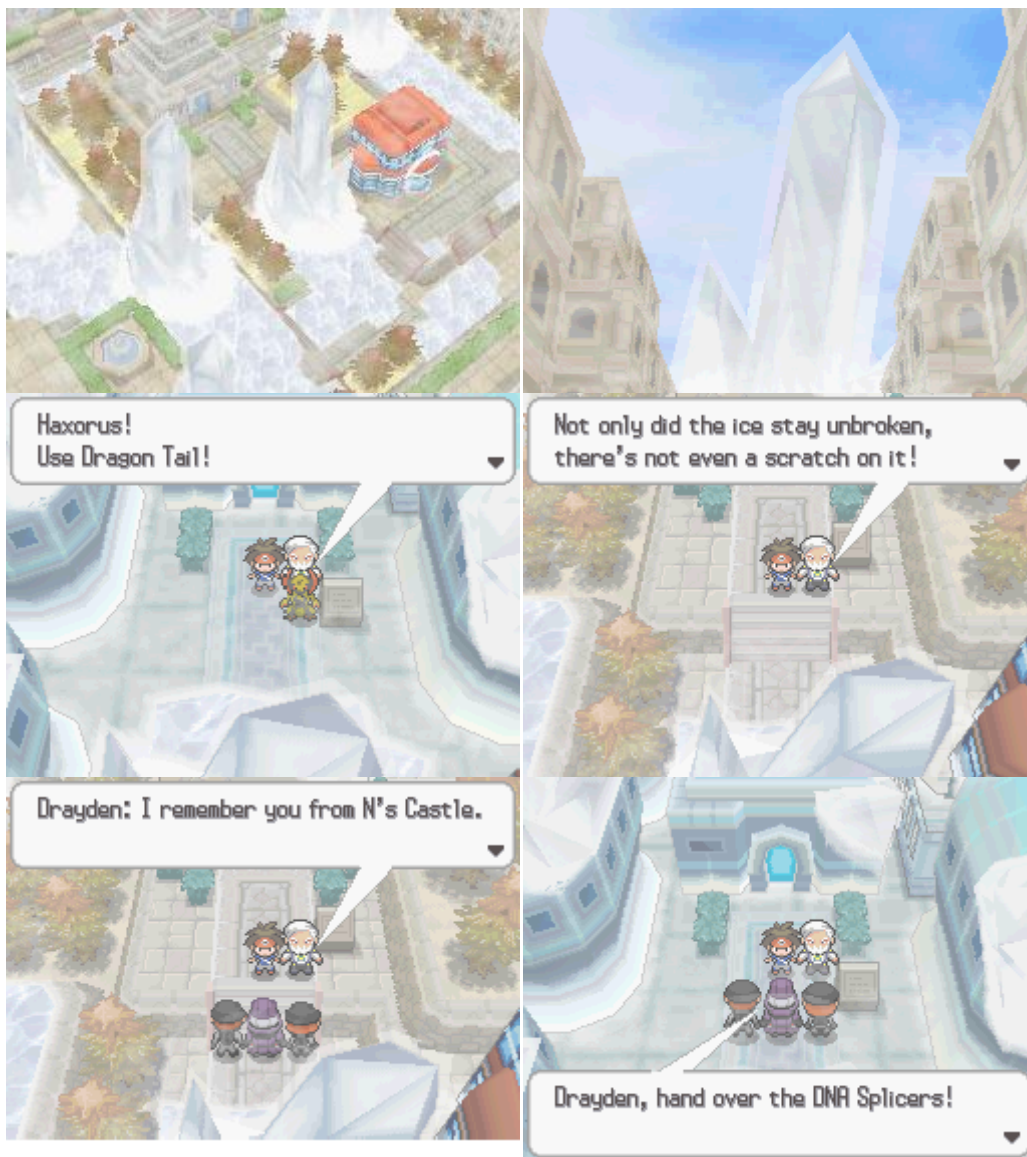 Haxorus!
Use Dragon Tail!
Not only did the ice stay unbroken,
there's not even a scratch on it!
Drayden: I remember you from N's Castle.
Drayden, hand over the DNA Splicers!